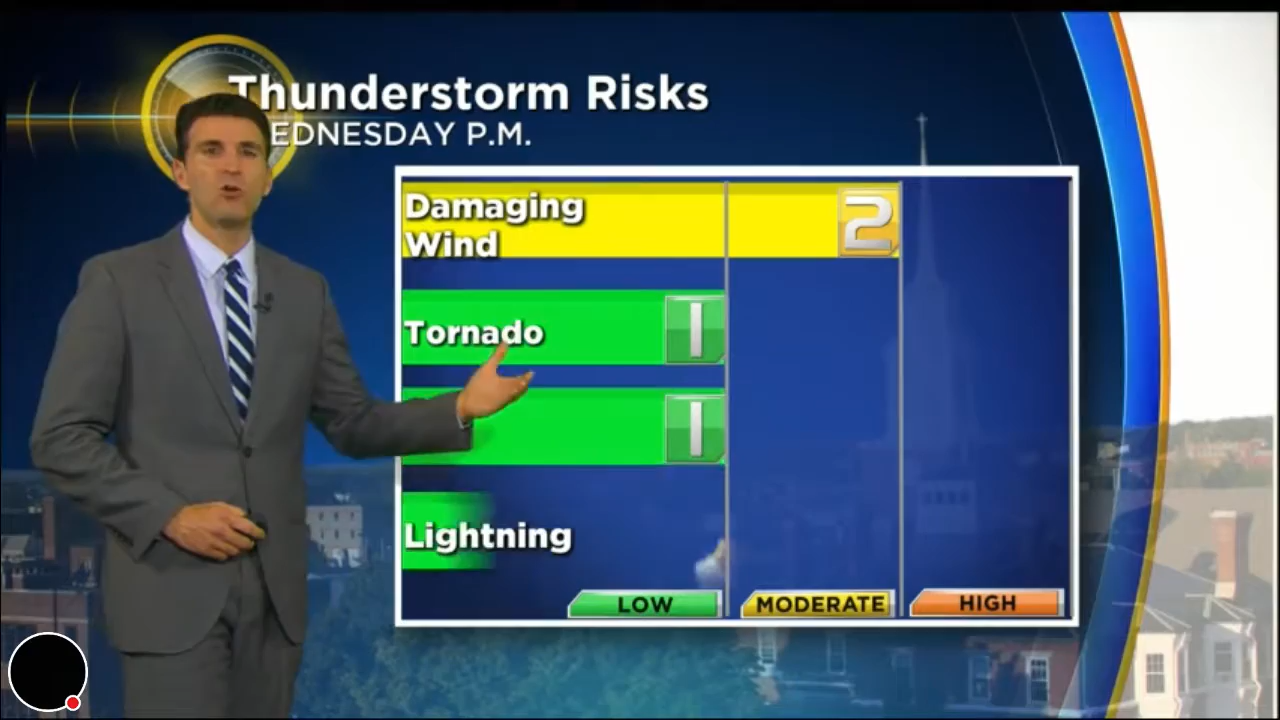 Thunderstorm Risks
EDNESDAY P.M.
Damaging
Wind
2
Tornado
1
1
Lightning
LOW
MODERATE
HIGH